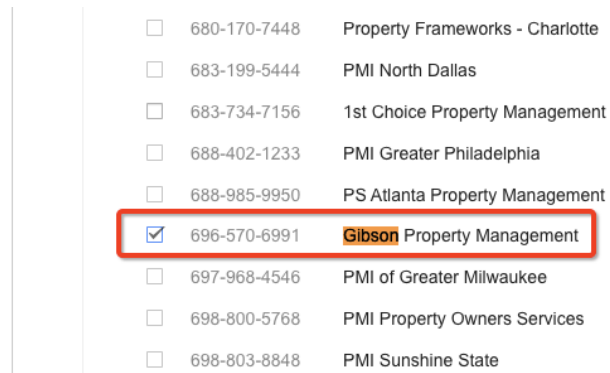 680-170-7448 Property Frameworks - Charlotte
683-199-5444 PMI North Dallas
683-734-7156 1st Choice Property Management
688-402-1233 PMI Greater Philadelphia
688-985-9950 PS Atlanta Property Management
696-570-6991 Gibson Property Management
697-968-4546 PMI of Greater Milwaukee
698-800-5768 PMI Property Owners Services
698-803-8848 PMI Sunshine State